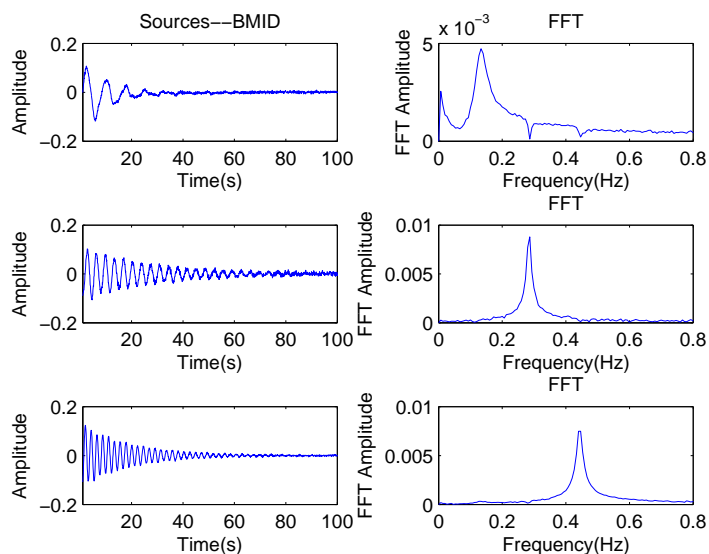 Sources−−BMID
0.2
0
−0.2
Amplitude
20 40 60 80 100
Time(s)
FFT
x 10−3
5
0
FFT Amplitude
0 0.2 0.4 0.6 0.8
Frequency(Hz)
0.2
0
−0.2
Amplitude
20 40 60 80 100
Time(s)
FFT
0.01
0.005
0
FFT Amplitude
0 0.2 0.4 0.6 0.8
Frequency(Hz)
0.2
0
−0.2
Amplitude
20 40 60 80 100
Time(s)
FFT
0.01
0.005
0
FFT Amplitude
0 0.2 0.4 0.6 0.8
Frequency(Hz)